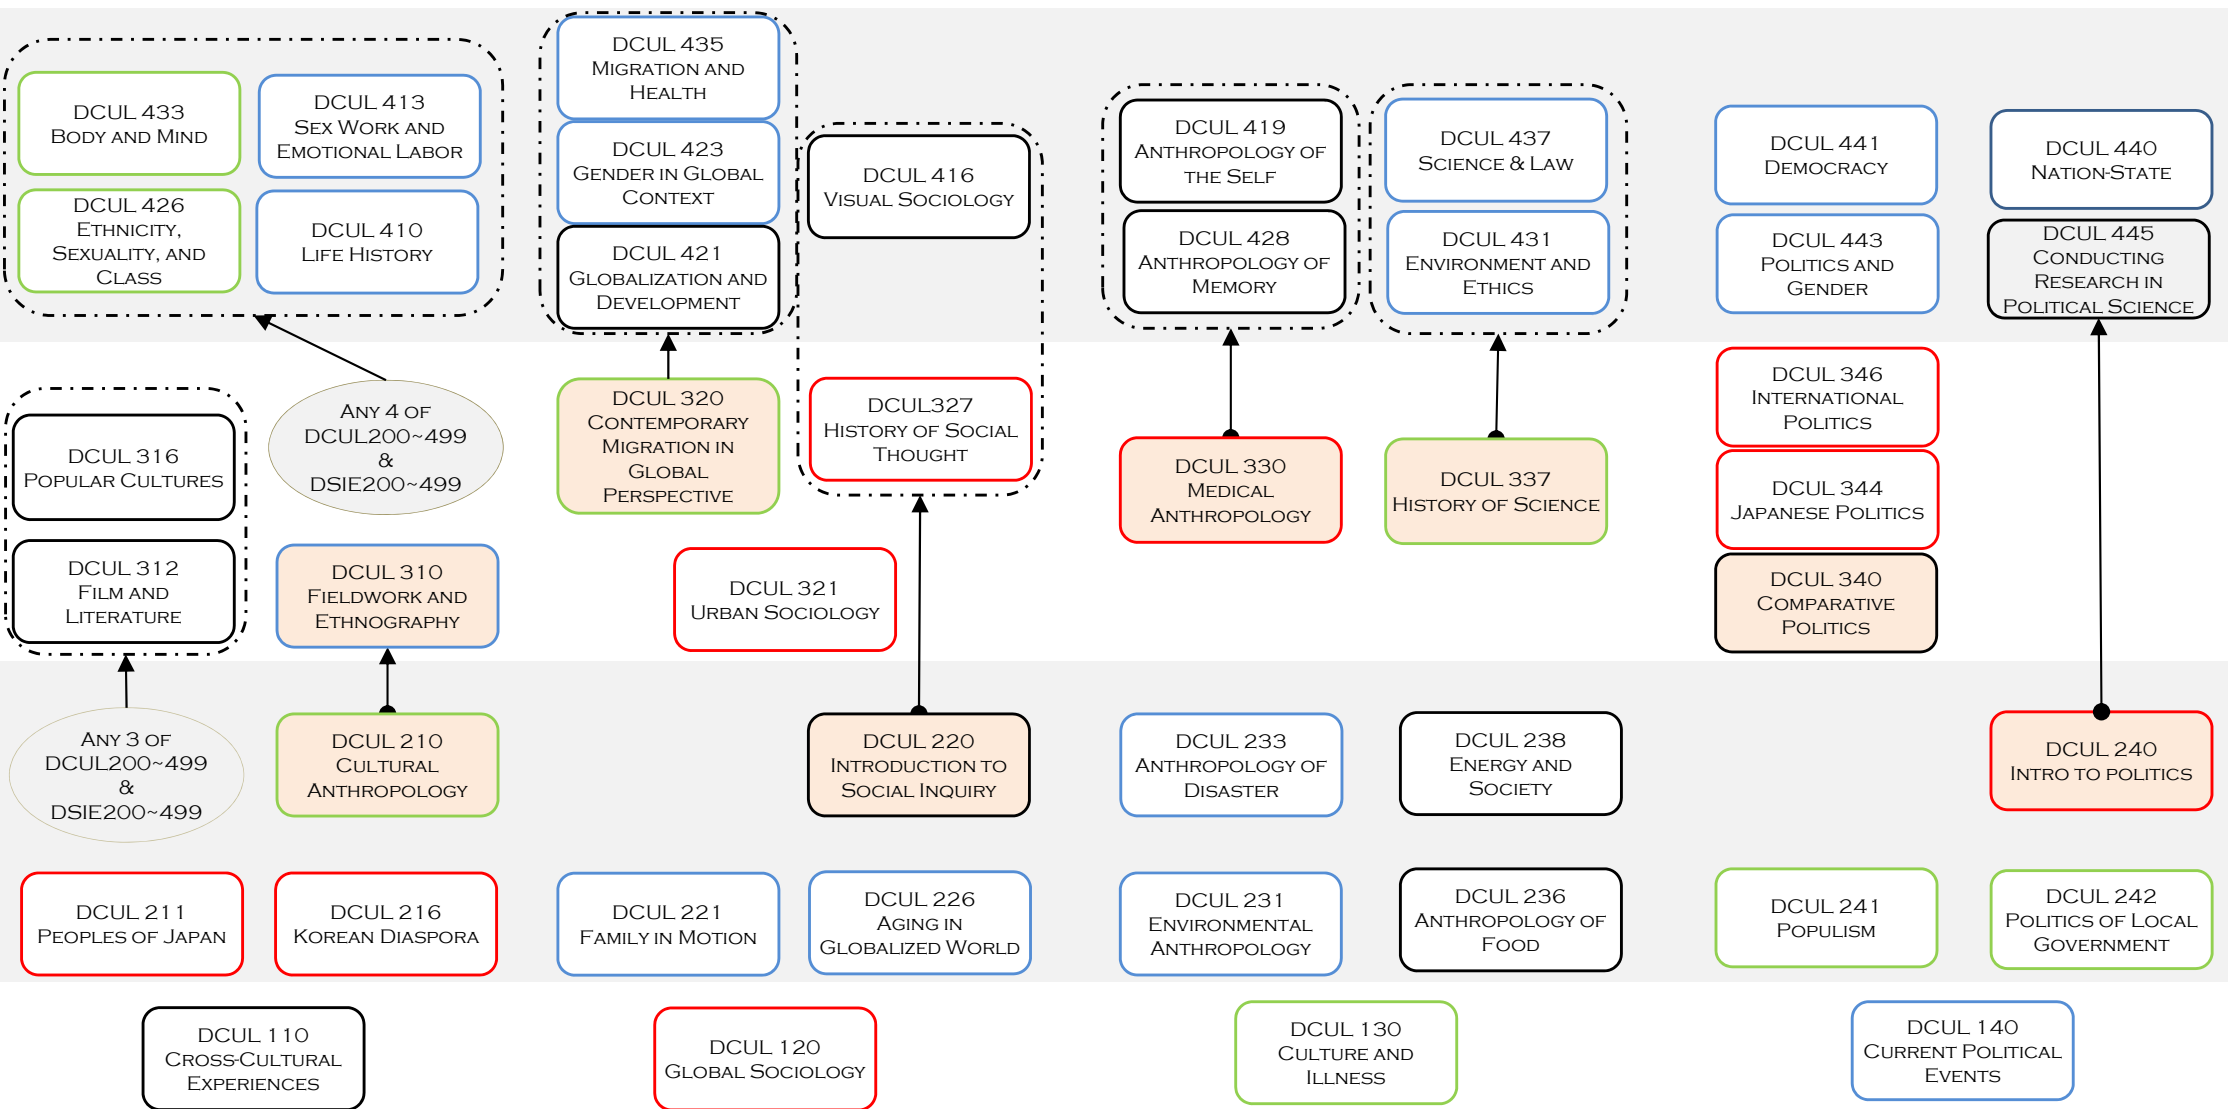 DCUL 433
Body and Mind
DCUL 413
Sex Work and
Emotional Labor
DCUL 426
Ethnicity,
Sexuality, and
Class
DCUL 410
Life History
DCUL 435
Migration and
Health
DCUL 423
Gender in Global
Context
DCUL 421
Globalization and
Development
DCUL 416
Visual Sociology
DCUL 419
Anthropology of
the Self
DCUL 428
Anthropology of
Memory
DCUL 437
Science & Law
DCUL 431
Environment and
Ethics
DCUL 441
Democracy
DCUL 443
Politics and
Gender
DCUL 440
Nation-State
DCUL 445
Conducting
Research in
Political Science
DCUL 316
Popular Cultures
DCUL 312
Film and
Literature
Any 4 of
DCUL200~499
&
DSIE200~499
DCUL 310
Fieldwork and
Ethnography
DCUL 320
Contemporary
Migration in
Global
Perspective
DCUL327
History of Social
Thought
DCUL 321
Urban Sociology
DCUL 330
Medical
Anthropology
DCUL 337
History of Science
DCUL 346
International
Politics
DCUL 344
Japanese Politics
DCUL 340
Comparative
Politics
Any 3 of
DCUL200~499
&
DSIE200~499
DCUL 210
Cultural
Anthropology
DCUL 220
Introduction to
Social Inquiry
DCUL 233
Anthropology of
Disaster
DCUL 238
Energy and
Society
DCUL 240
Intro to politics
DCUL 211
Peoples of Japan
DCUL 216
Korean Diaspora
DCUL 221
Family in Motion
DCUL 226
Aging in
Globalized World
DCUL 231
Environmental
Anthropology
DCUL 236
Anthropology of
Food
DCUL 241
Populism
DCUL 242
Politics of Local
Government
DCUL 110
Cross-Cultural
Experiences
DCUL 120
Global Sociology
DCUL 130
Culture and
Illness
DCUL 140
Current Political
Events